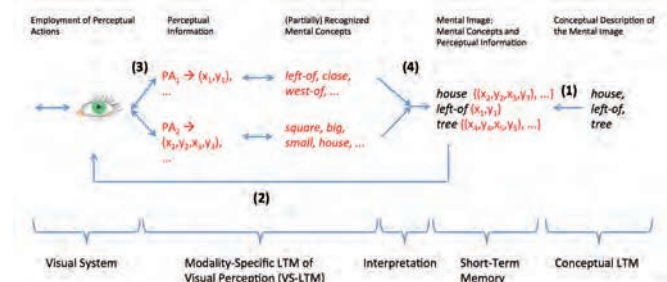 Employment of Perceptual
Actions
Perceptual
Information
(Partially) Recognized
Mental Concepts
Mental Image:
Mental Concepts and
Perceptual Information
Conceptual Description
of the Mental Image
(3)
PA₁ → (x₁,y₁),
...
left-of, close,
west-of, ...
(4)
house {(x₂,y₂,x₃,y₃), ...}
left-of (x₁,y₁)
tree {(x₄,y₄,x₅,y₅), ...}
(1)
house,
left-of,
tree
PA₂ →
(x₂,y₂,x₃,y₃),
...
square, big,
small, house, ...
(2)
Visual System
Modality-Specific LTM of
Visual Perception (VS-LTM)
Interpretation
Short-Term
Memory
Conceptual LTM